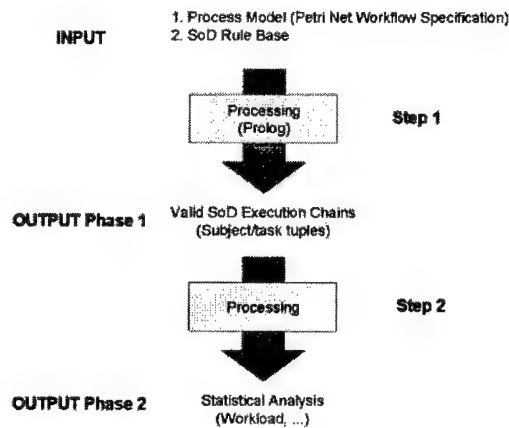 INPUT
1. Process Model (Petri Net Workflow Specification)
2. SoD Rule Base
Processing
(Prolog)
Step 1
OUTPUT Phase 1
Valid SoD Execution Chains
(Subject/task tuples)
Processing
Step 2
OUTPUT Phase 2
Statistical Analysis
(Workload, ...)